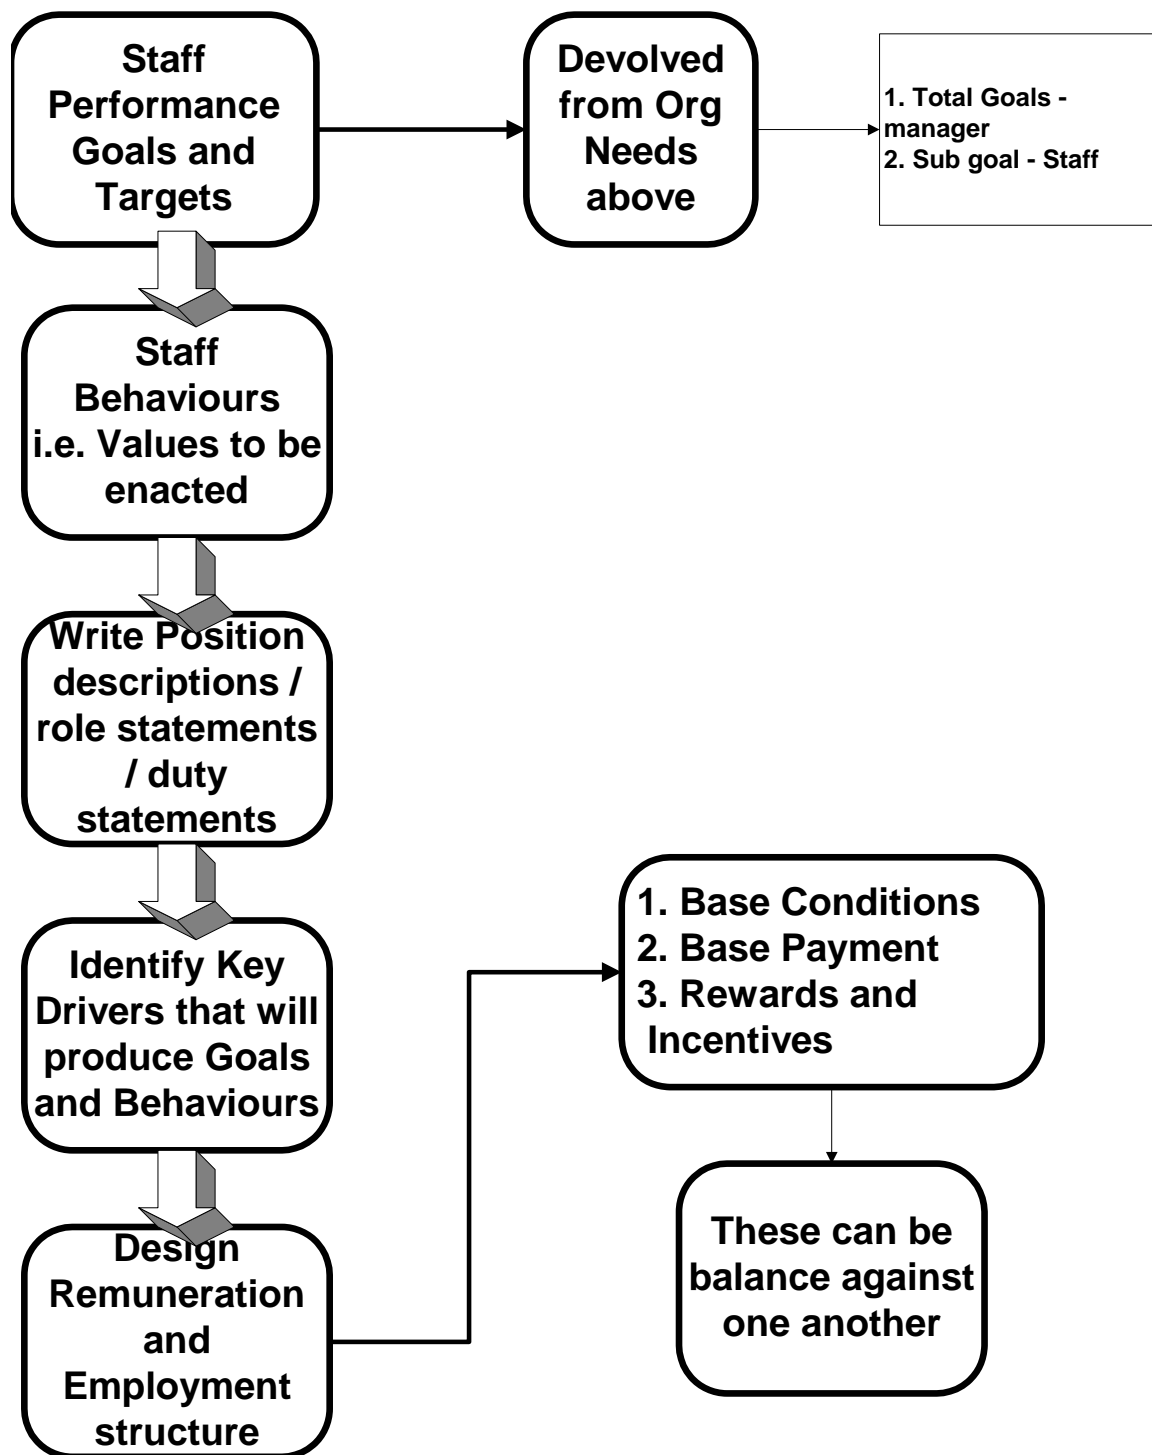 Staff
Performance
Goals and
Targets
Devolved
from Org
Needs
above
1. Total Goals -
manager
2. Sub goal - Staff
Staff
Behaviours
i.e. Values to be
enacted
Write Position
descriptions /
role statements
/ duty
statements
Identify Key
Drivers that will
produce Goals
and Behaviours
1. Base Conditions
2. Base Payment
3. Rewards and
Incentives
These can be
balance against
one another
Design
Remuneration
and
Employment
structure